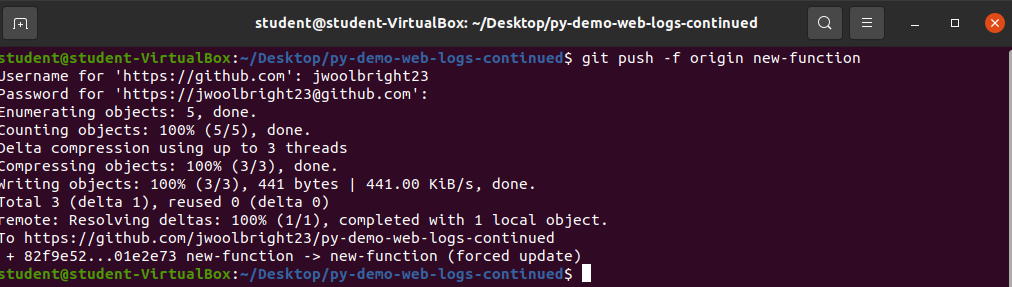 student@student-VirtualBox: ~/Desktop/py-demo-web-logs-continued
student@student-VirtualBox:~/Desktop/py-demo-web-logs-continued$ git push -f origin new-function
Username for 'https://github.com': jwoolbright23
Password for 'https://jwoolbright23@github.com':
Enumerating objects: 5, done.
Counting objects: 100% (5/5), done.
Delta compression using up to 3 threads
Compressing objects: 100% (3/3), done.
Writing objects: 100% (3/3), 441 bytes | 441.00 KiB/s, done.
Total 3 (delta 1), reused 0 (delta 0)
remote: Resolving deltas: 100% (1/1), completed with 1 local object.
To https://github.com/jwoolbright23/py-demo-web-logs-continued
 + 82f9e52...01e2e73 new-function -> new-function (forced update)
student@student-VirtualBox:~/Desktop/py-demo-web-logs-continued$